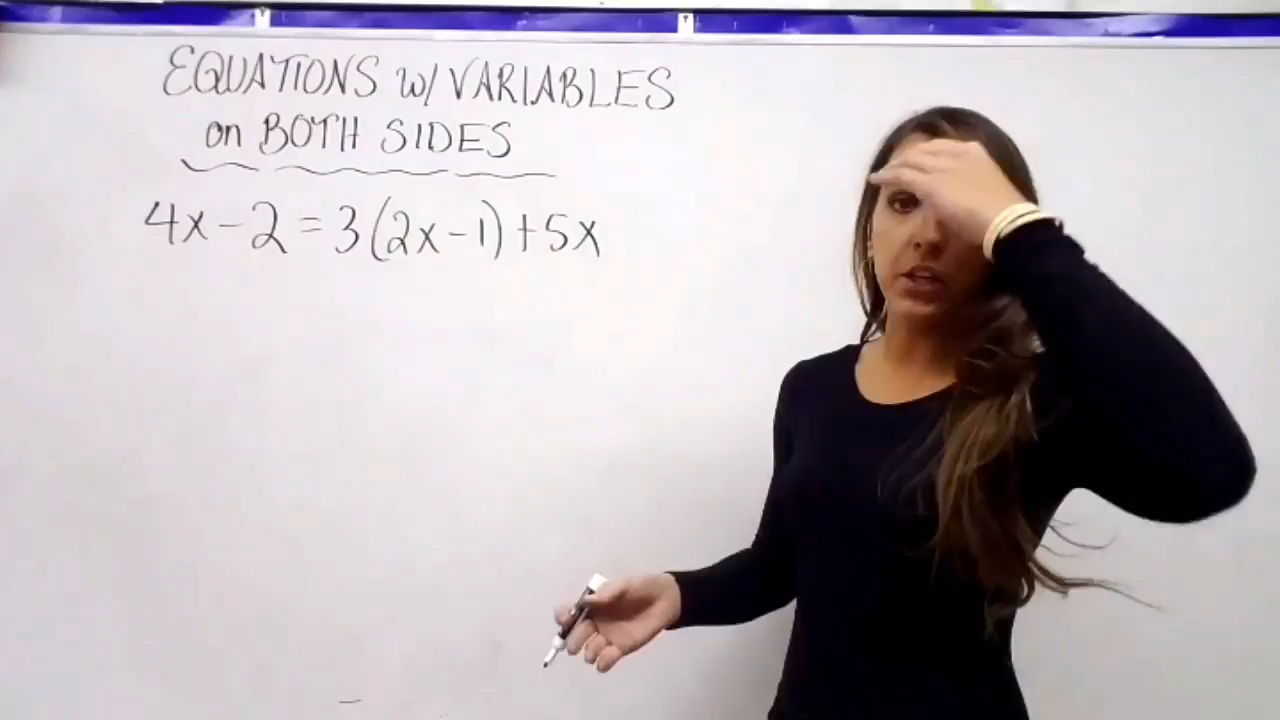 EQUATIONS w/ VARIABLES
on BOTH SIDES
4x - 2 = 3(2x - 1) + 5x